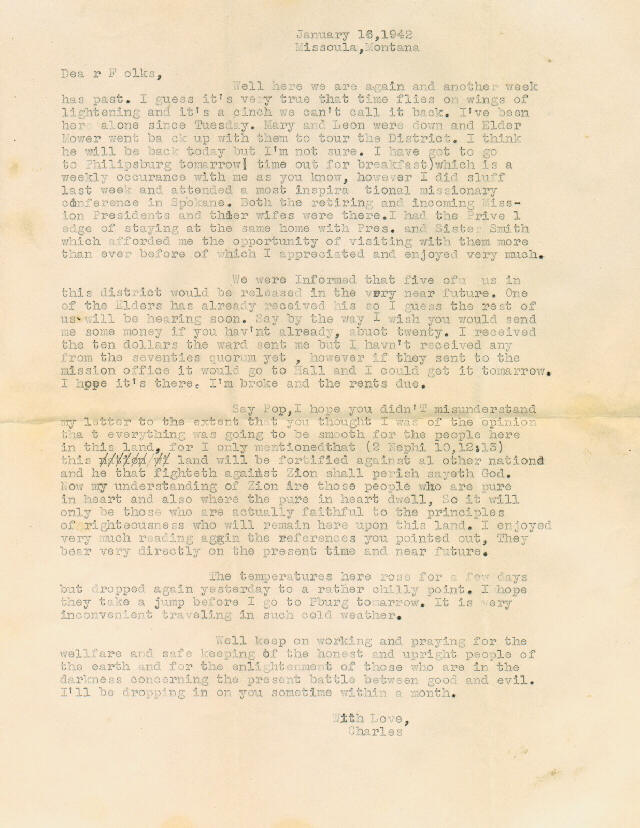 January 16,1942
Missoula,Montana
Dea r F olks,
Well here we are again and another week
has past. I guess it's very true that time flies on wings of
lightening and it's a cinch we can't call it back. I've been
here alone since Tuesday. Mary and Leon were down and Elder
Mower went ba ck up with them to tour the District. I think
he will be back today but I'm not sure. I have got to go
to Philipsburg tomarrow( time out for breakfast)which is a
weekly occurance with me as you know, however I did sluff
last week and attended a most inspira tional missionary
conference in Spokane. Both the retiring and incoming Miss-
ion Presidents and thier wifes were there.I had the Prive l
edge of staying at the same home with Pres. and Sister Smith
which afforded me the opportunity of visiting with them more
than ever before of which I appreciated and enjoyed very much.
We were Informed that five ofu us in
this district would be released in the very near future. One
of the Elders has already received his so I guess the rest of
us will be hearing soon. Say by the way I wish you would send
me some money if you hav'nt already, abuct twenty. I received
the ten dollars the ward sent me but I havn't received any
from the seventies quorum yet , however if they sent to the
mission office it would go to Hall and I could get it tomarrow.
I hope it's there. I'm broke and the rents due.
Say Pop,I hope you didn'T misunderstand
my letter to the extent that you thought I was of the opinion
tha t everything was going to be smooth for the people here
in this land, for I only mentionedthat (2 Nephi 10,12:13)
this land will be fortified against al other nationd
and he that fighteth against Zion shall perish sayeth God.
Now my understanding of Zion ire those people who are pure
in heart and also where the pure in heart dwell, So it will
only be those who are actually faithful to the principles
of righteousness who will remain here upon this land. I enjoyed
very much reading again the references you pointed out, They
bear very directly on the present time and near future.
The temperatures here rose for a few days
but dropped again yesterday to a rather chilly point. I hope
they take a jump before I go to Pburg tomarrow. It is very
inconvenient traveling in such cold weather.
Well keep on working and praying for the
wellfare and safe keeping of the honest and upright people of
the earth and for the enlightenment of those who are in the
darkness concerning the present battle between good and evil.
I'll be dropping in on you sometime within a month.
With Love,
Charles